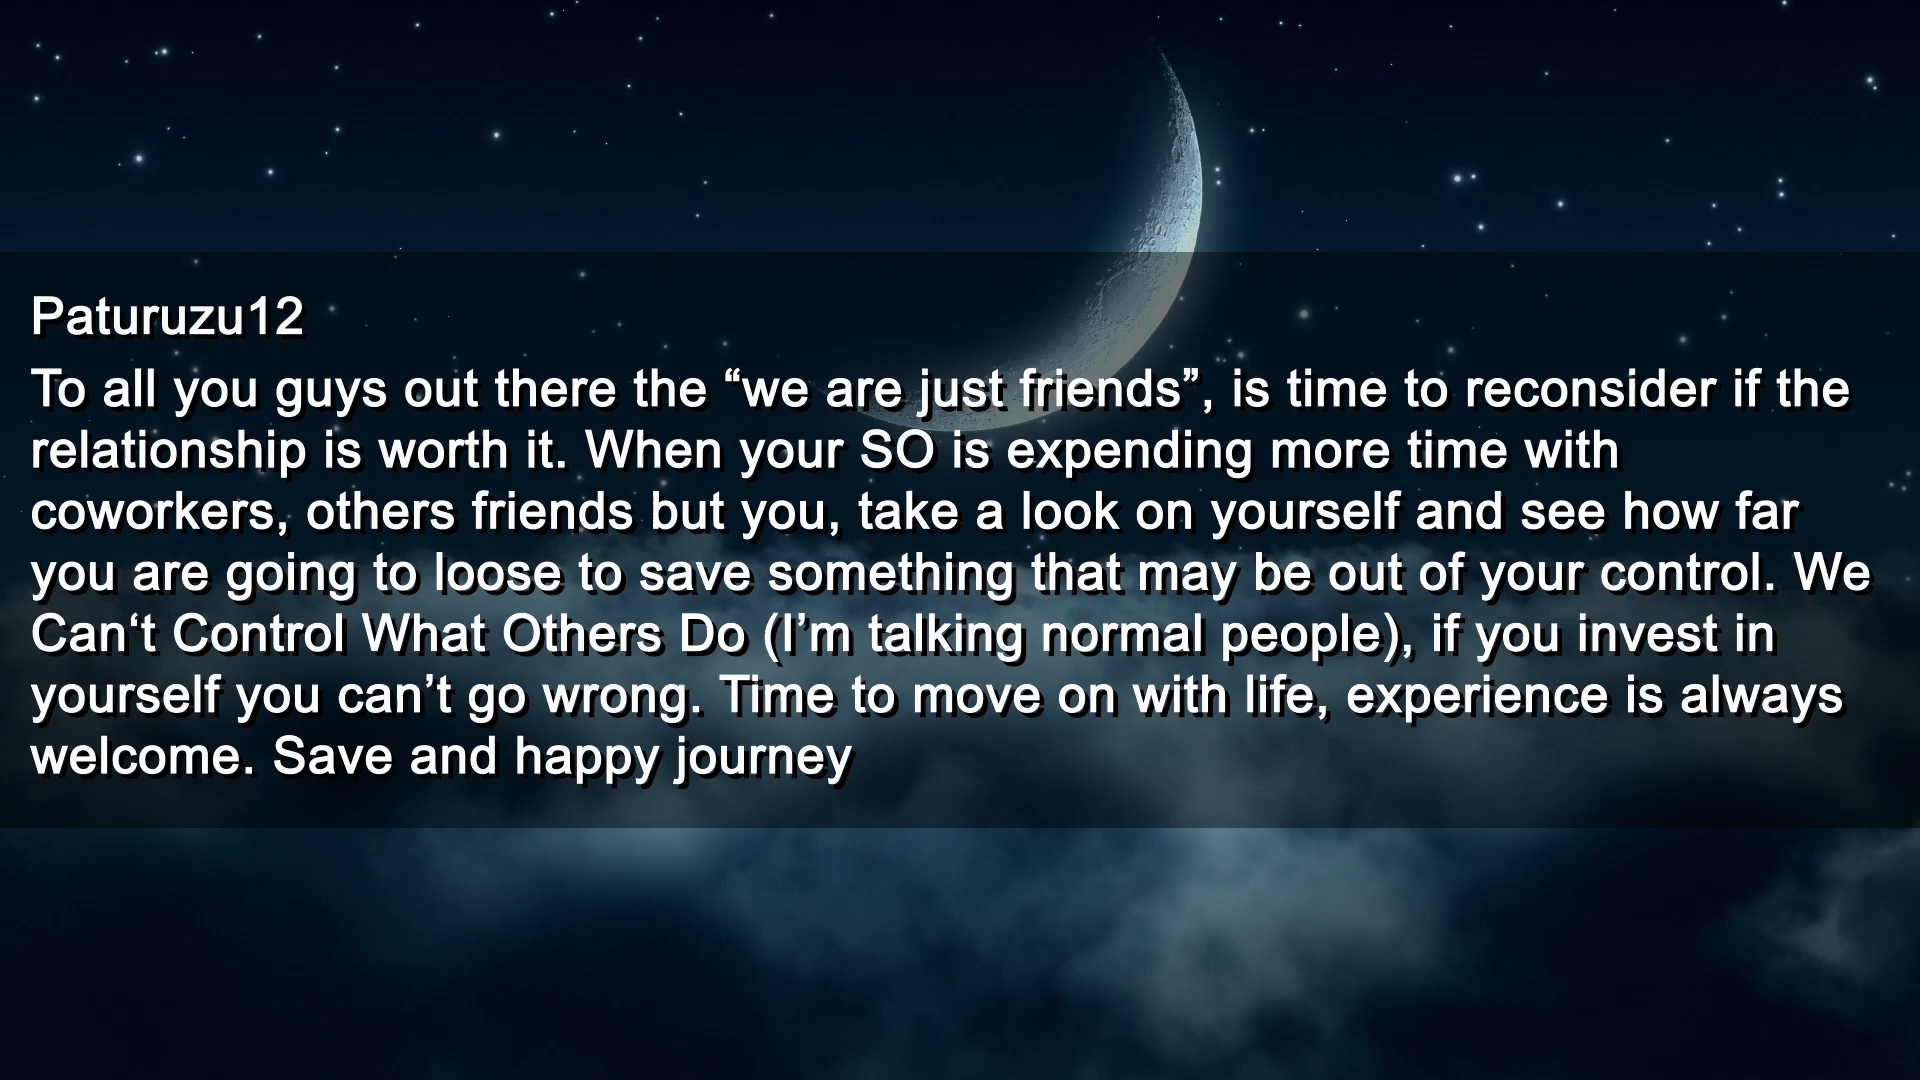 Paturuzu12
To all you guys out there the “we are just friends”, is time to reconsider if the
relationship is worth it. When your SO is expending more time with
coworkers, others friends but you, take a look on yourself and see how far
you are going to loose to save something that may be out of your control. We
Can‘t Control What Others Do (I’m talking normal people), if you invest in
yourself you can’t go wrong. Time to move on with life, experience is always
welcome. Save and happy journey